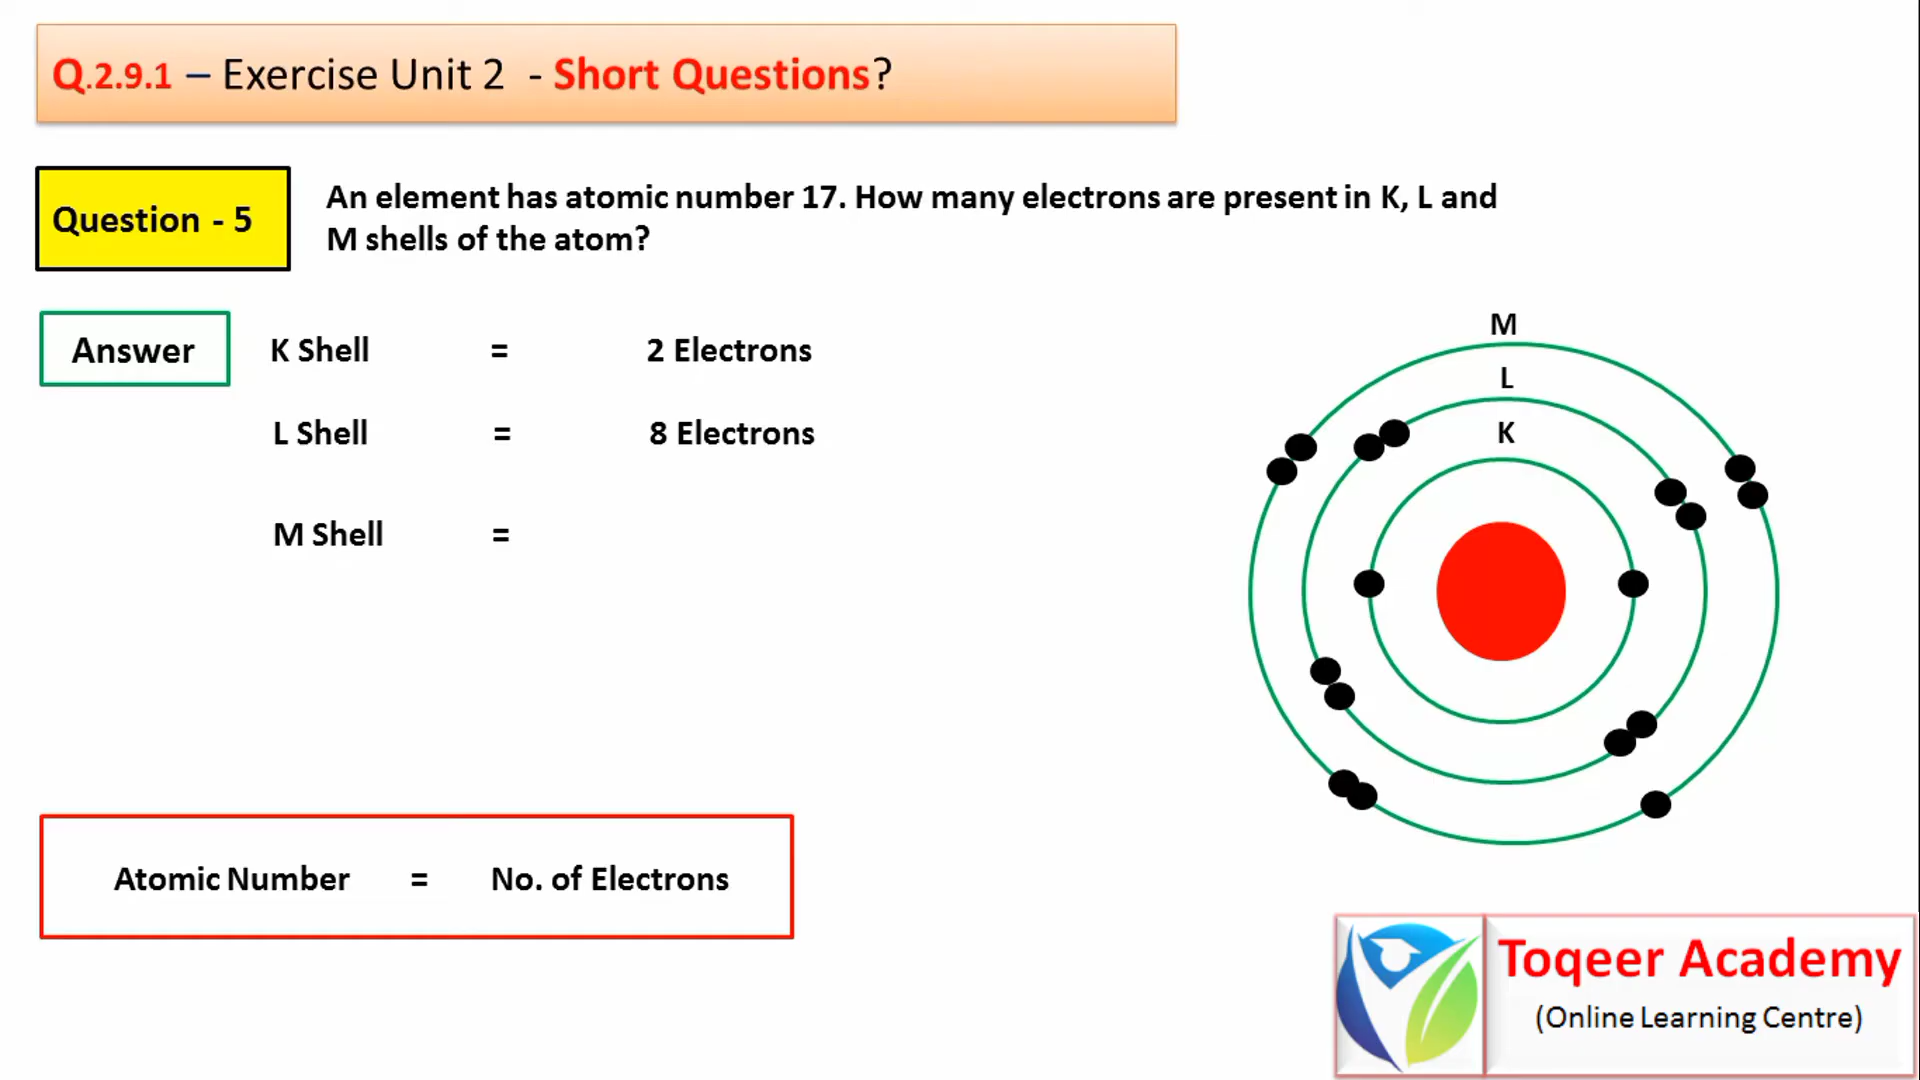 Q.2.9.1 – Exercise Unit 2 - Short Questions?
Question - 5
An element has atomic number 17. How many electrons are present in K, L and
M shells of the atom?
Answer
K Shell = 2 Electrons
L Shell = 8 Electrons
M Shell =
M
L
K
Atomic Number = No. of Electrons
Toqeer Academy
(Online Learning Centre)